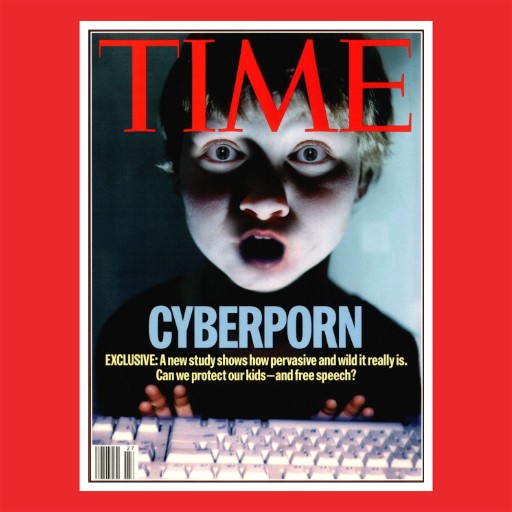 TIME
CYBERPORN
EXCLUSIVE: A new study shows how pervasive and wild it really is.
Can we protect our kids—and free speech?
27